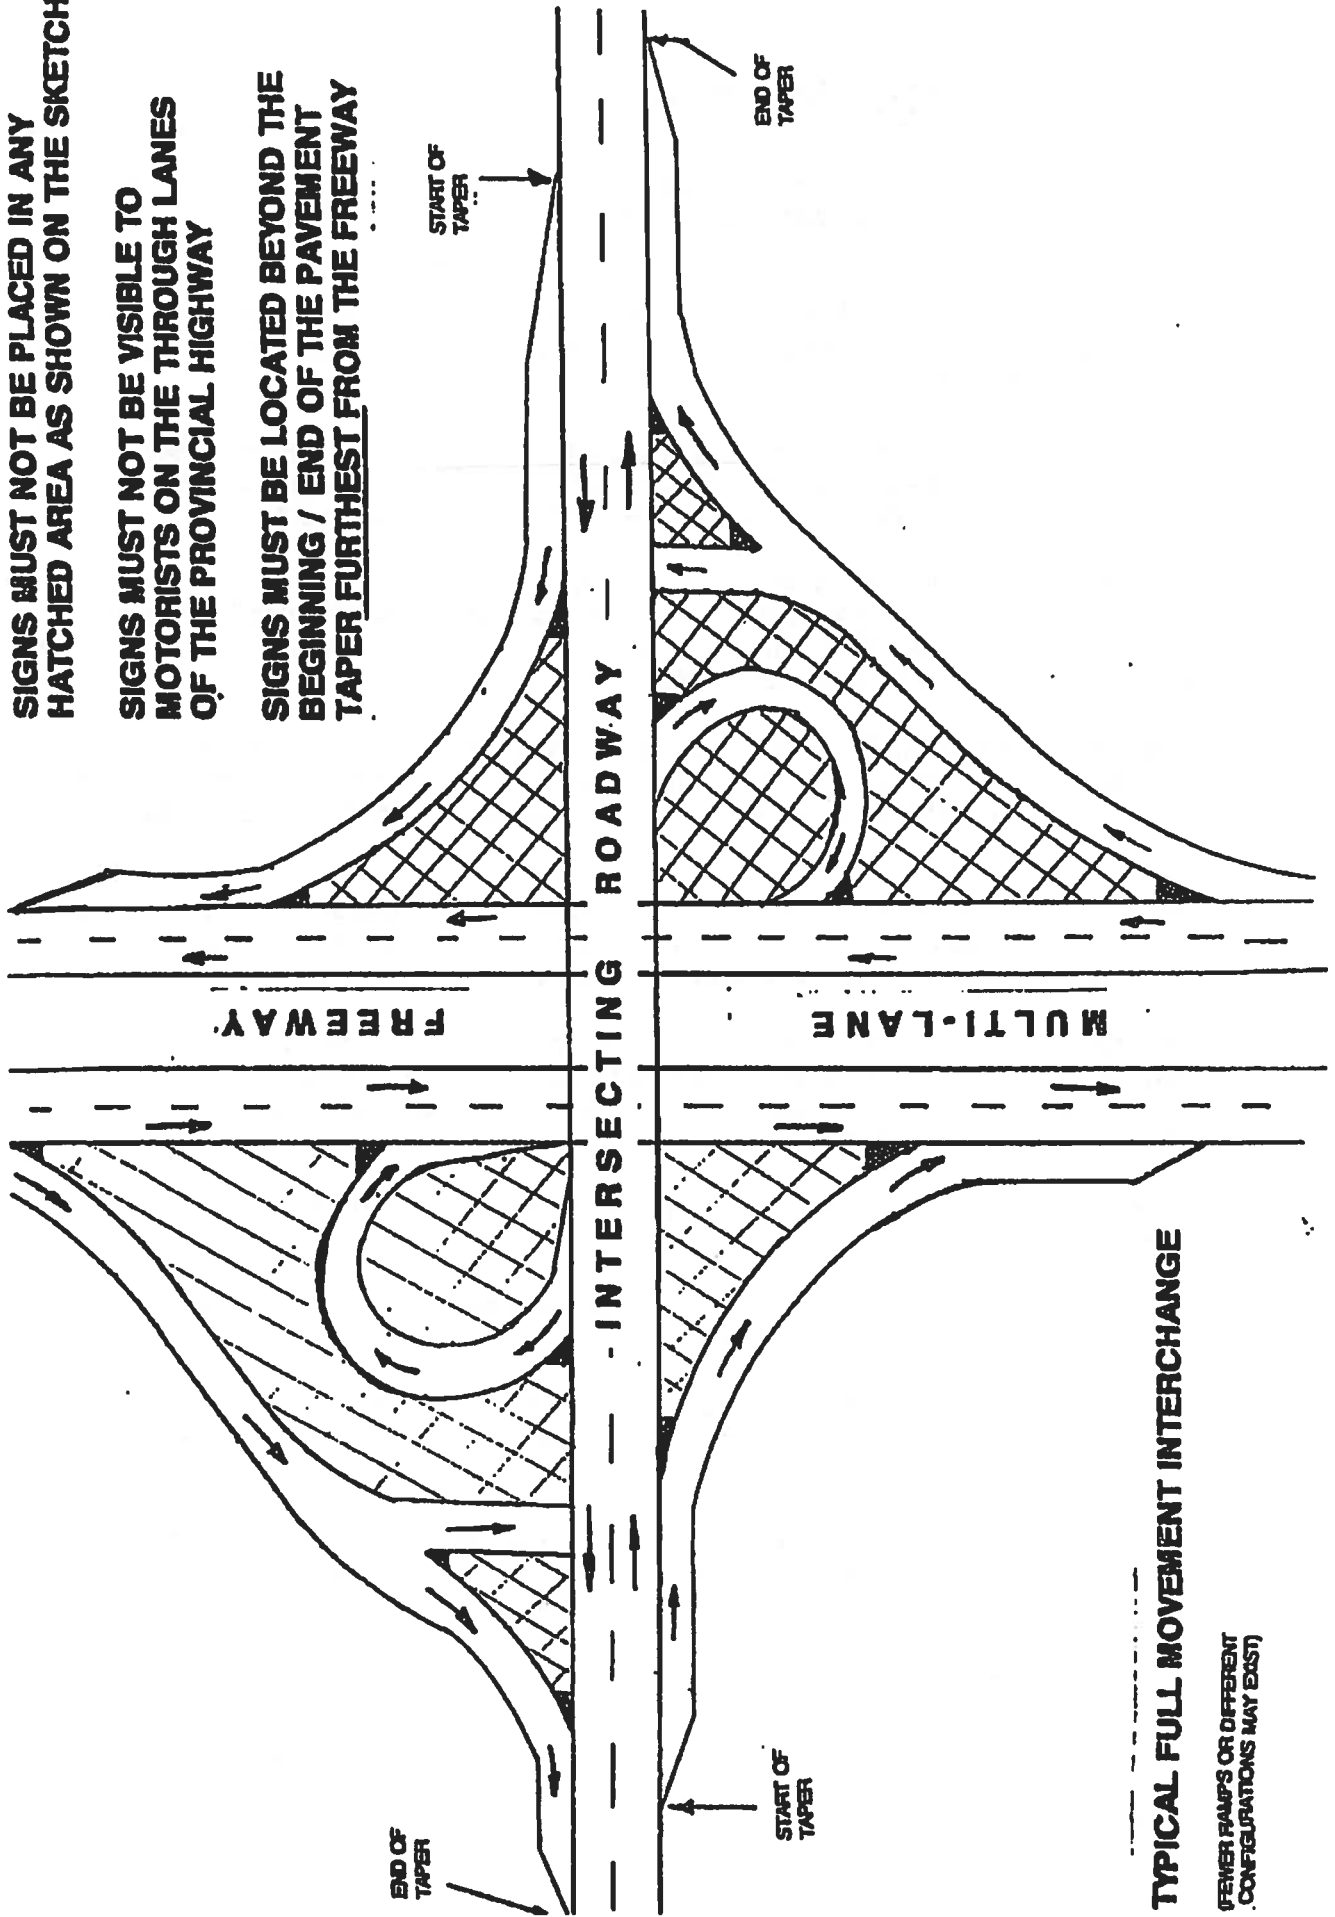 SIGNS MUST NOT BE PLACED IN ANY
HATCHED AREA AS SHOWN ON THE SKETCH
SIGNS MUST NOT BE VISIBLE TO
MOTORISTS ON THE THROUGH LANES
OF THE PROVINCIAL HIGHWAY
SIGNS MUST BE LOCATED BEYOND THE
BEGINNING / END OF THE PAVEMENT
TAPER FURTHEST FROM THE FREEWAY
START OF
TAPER
END OF
TAPER
INTERSECTING ROADWAY
MULTI-LANE FREEWAY
END OF
TAPER
START OF
TAPER
TYPICAL FULL MOVEMENT INTERCHANGE
(FEWER RAMPS OR DIFFERENT
CONFIGURATIONS MAY EXIST)